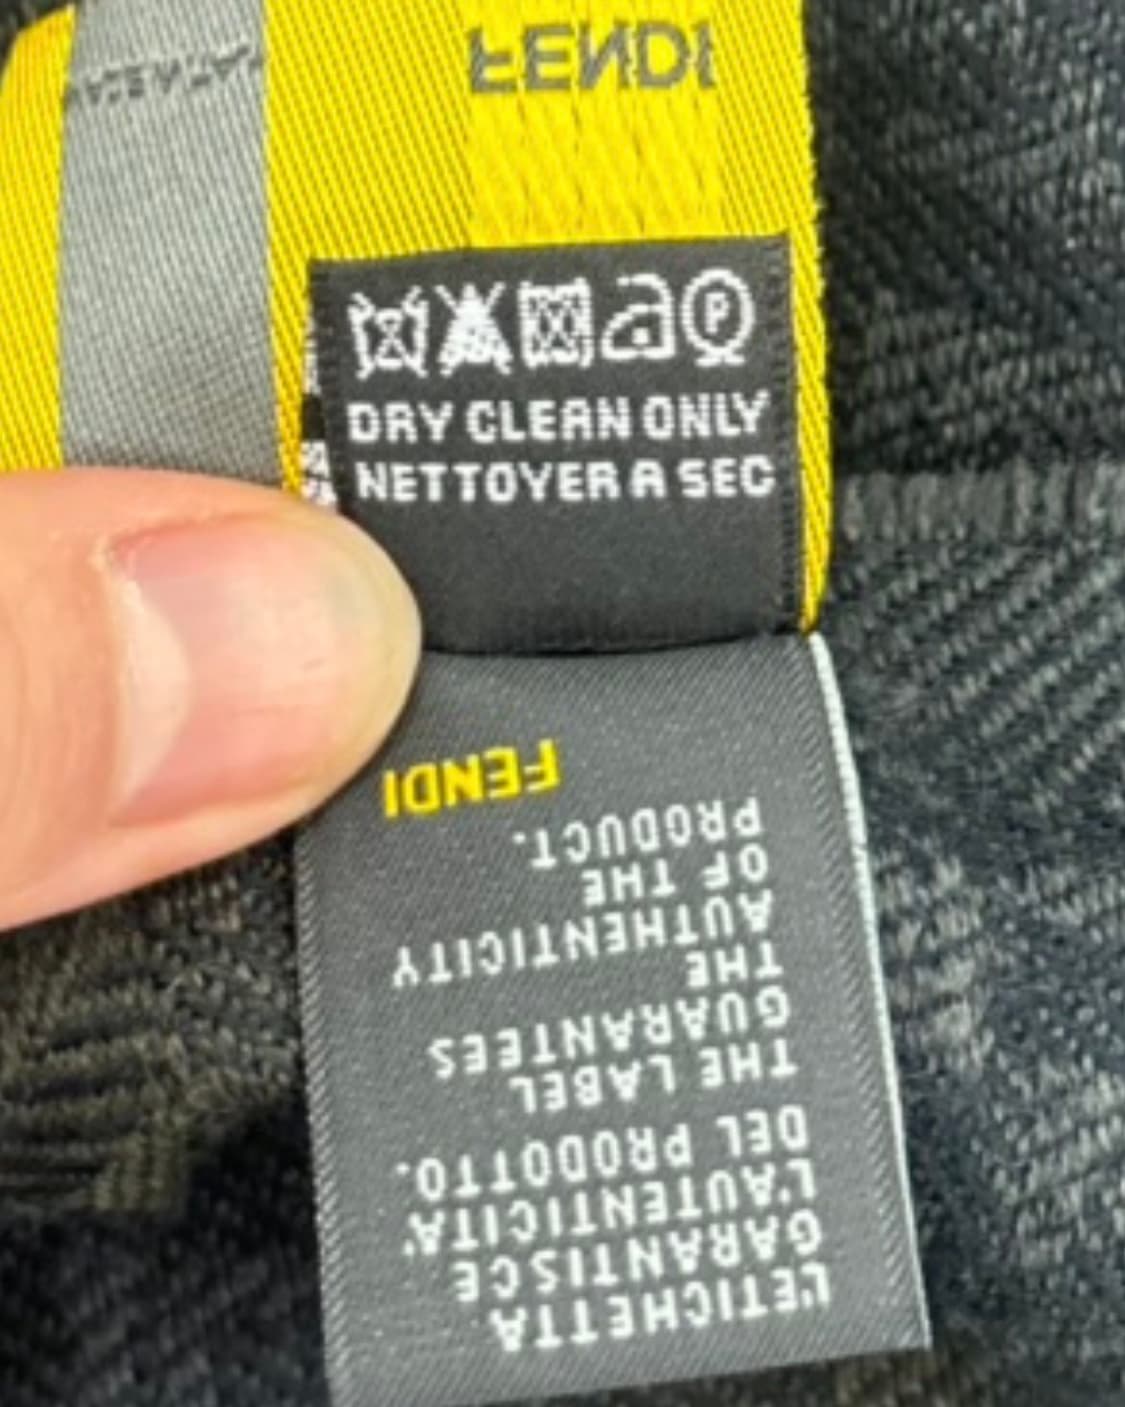 FENDI
P
DRY CLEAN ONLY
NETTOYER A SEC
L'ETICHETTA
GARANTISCE
L'AUTENTICITA'
DEL PRODOTTO.
THE LABEL
GUARANTEES
THE
AUTHENTICITY
OF THE
PRODUCT.
FENDI